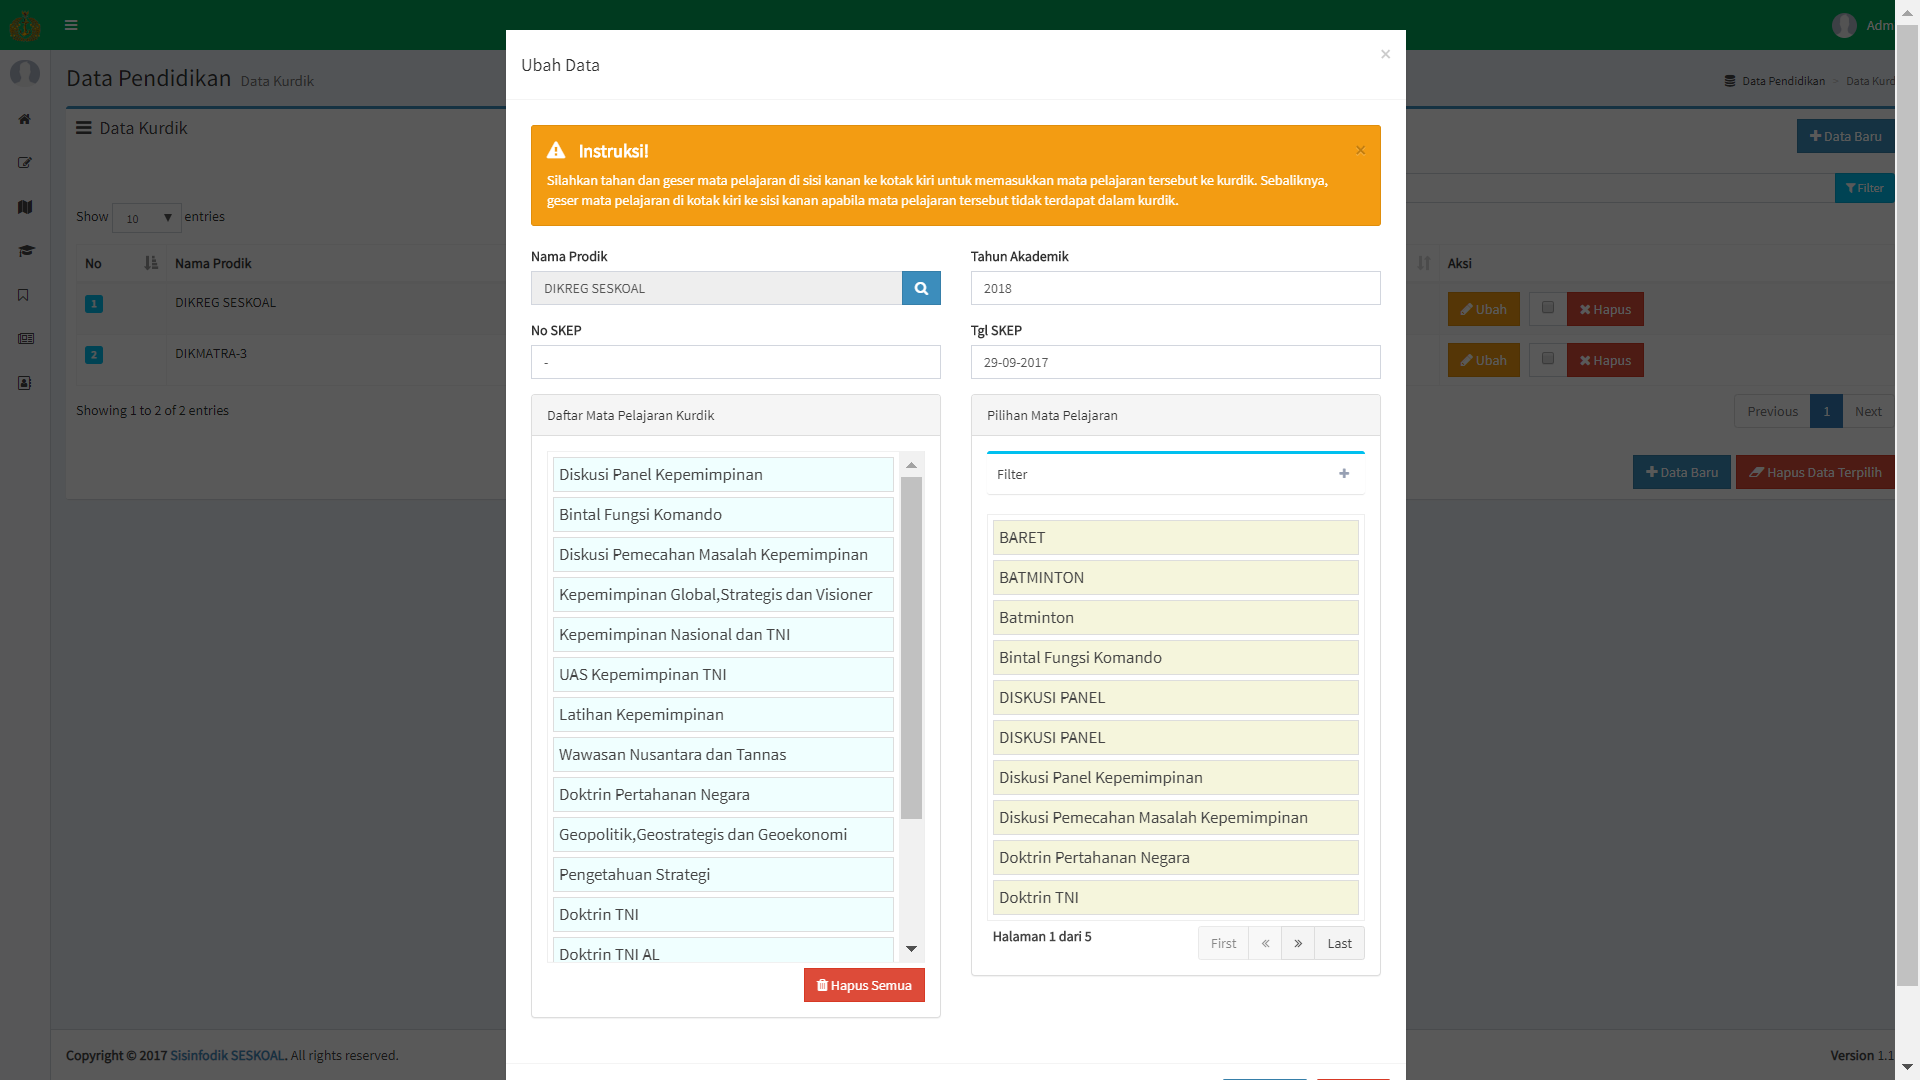 Adm
Data Pendidikan Data Kurdik
Data Pendidikan > Data Kurd
Data Kurdik
Data Baru
Filter
Show 10 entries
No
Nama Prodik
Aksi
1 DIKREG SESKOAL
Ubah
Hapus
2 DIKMATRA-3
Ubah
Hapus
Showing 1 to 2 of 2 entries
Previous 1 Next
Data Baru
Hapus Data Terpilih
Ubah Data
×
Instruksi!
×
Silahkan tahan dan geser mata pelajaran di sisi kanan ke kotak kiri untuk memasukkan mata pelajaran tersebut ke kurdik. Sebaliknya,
geser mata pelajaran di kotak kiri ke sisi kanan apabila mata pelajaran tersebut tidak terdapat dalam kurdik.
Nama Prodik
DIKREG SESKOAL
Tahun Akademik
2018
No SKEP
-
Tgl SKEP
29-09-2017
Daftar Mata Pelajaran Kurdik
Diskusi Panel Kepemimpinan
Bintal Fungsi Komando
Diskusi Pemecahan Masalah Kepemimpinan
Kepemimpinan Global,Strategis dan Visioner
Kepemimpinan Nasional dan TNI
UAS Kepemimpinan TNI
Latihan Kepemimpinan
Wawasan Nusantara dan Tannas
Doktrin Pertahanan Negara
Geopolitik,Geostrategis dan Geoekonomi
Pengetahuan Strategi
Doktrin TNI
Doktrin TNI AL
Hapus Semua
Pilihan Mata Pelajaran
Filter +
BARET
BATMINTON
Batminton
Bintal Fungsi Komando
DISKUSI PANEL
DISKUSI PANEL
Diskusi Panel Kepemimpinan
Diskusi Pemecahan Masalah Kepemimpinan
Doktrin Pertahanan Negara
Doktrin TNI
Halaman 1 dari 5
First « » Last
Copyright © 2017 Sisinfodik SESKOAL. All rights reserved.
Version 1.1